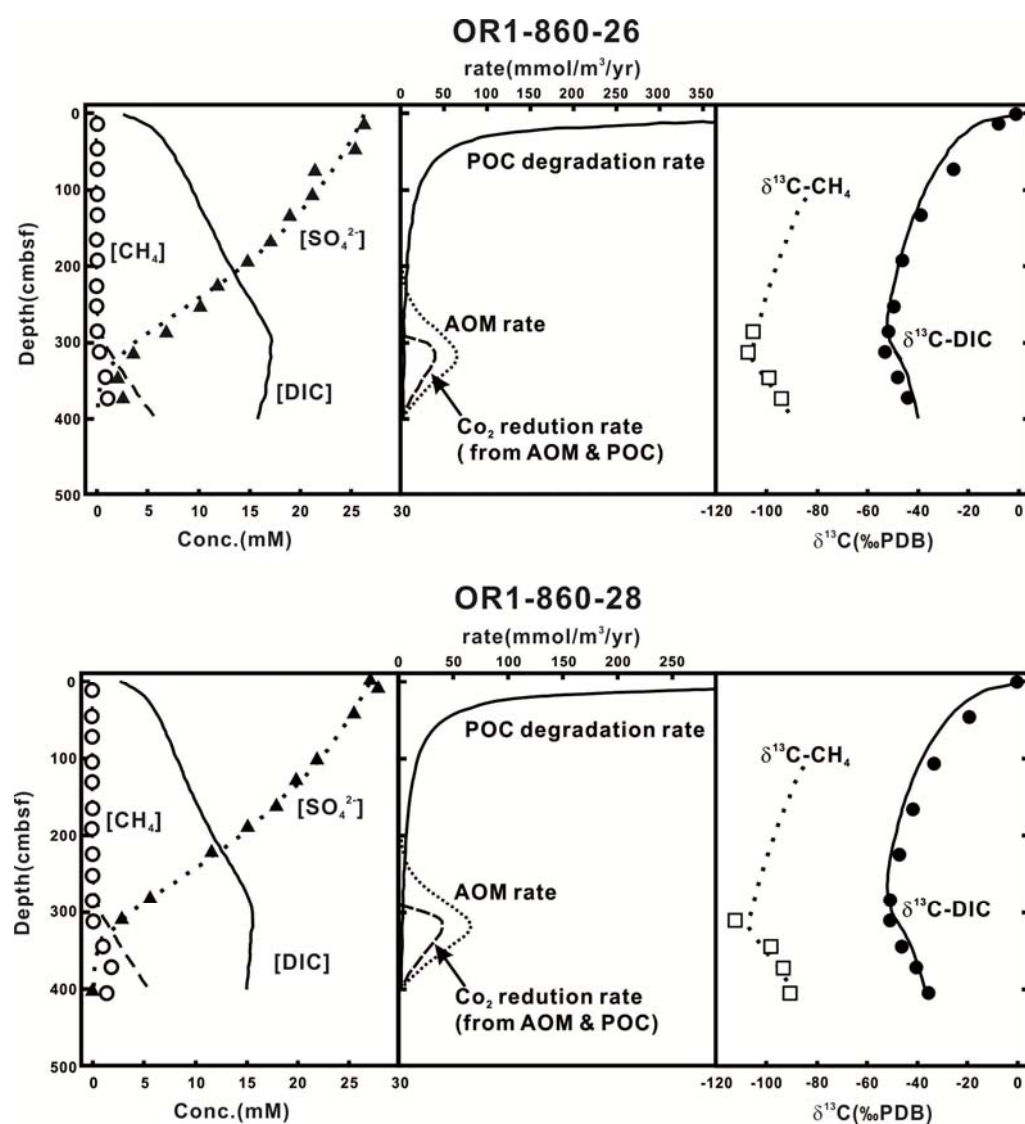 OR1-860-26
rate(mmol/m³/yr)
0 50 100 150 200 250 300 350
0
100
200
300
400
500
Depth(cmbsf)
[CH₄]
[SO₄²⁻]
[DIC]
POC degradation rate
AOM rate
Co₂ redution rate
( from AOM & POC)
δ¹³C-CH₄
δ¹³C-DIC
0 5 10 15 20 25 30
Conc.(mM)
-120 -100 -80 -60 -40 -20 0
δ¹³C(‰PDB)
OR1-860-28
rate(mmol/m³/yr)
0 50 100 150 200 250
0
100
200
300
400
500
Depth(cmbsf)
[CH₄]
[SO₄²⁻]
[DIC]
POC degradation rate
AOM rate
Co₂ redution rate
(from AOM & POC)
δ¹³C-CH₄
δ¹³C-DIC
0 5 10 15 20 25 30
Conc.(mM)
-120 -100 -80 -60 -40 -20 0
δ¹³C(‰PDB)